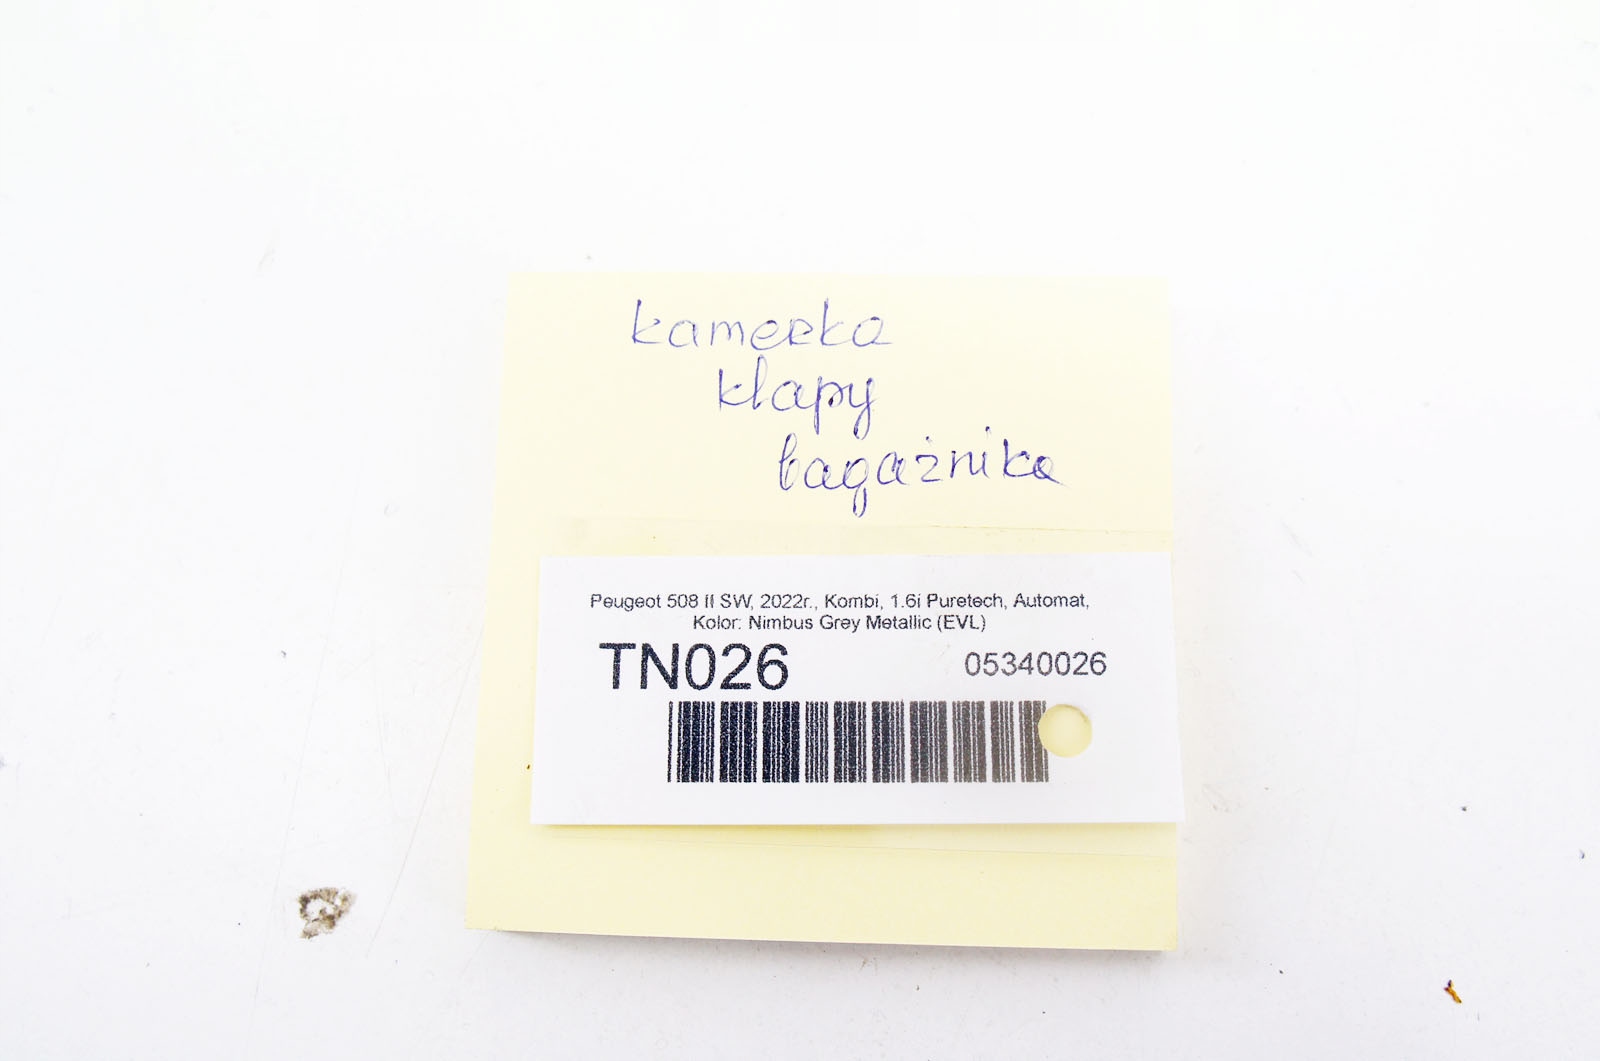 kamerka
klapy
bagażnika
Peugeot 508 II SW, 2022r., Kombi, 1.6i Puretech, Automat,
Kolor: Nimbus Grey Metallic (EVL)
TN026 05340026